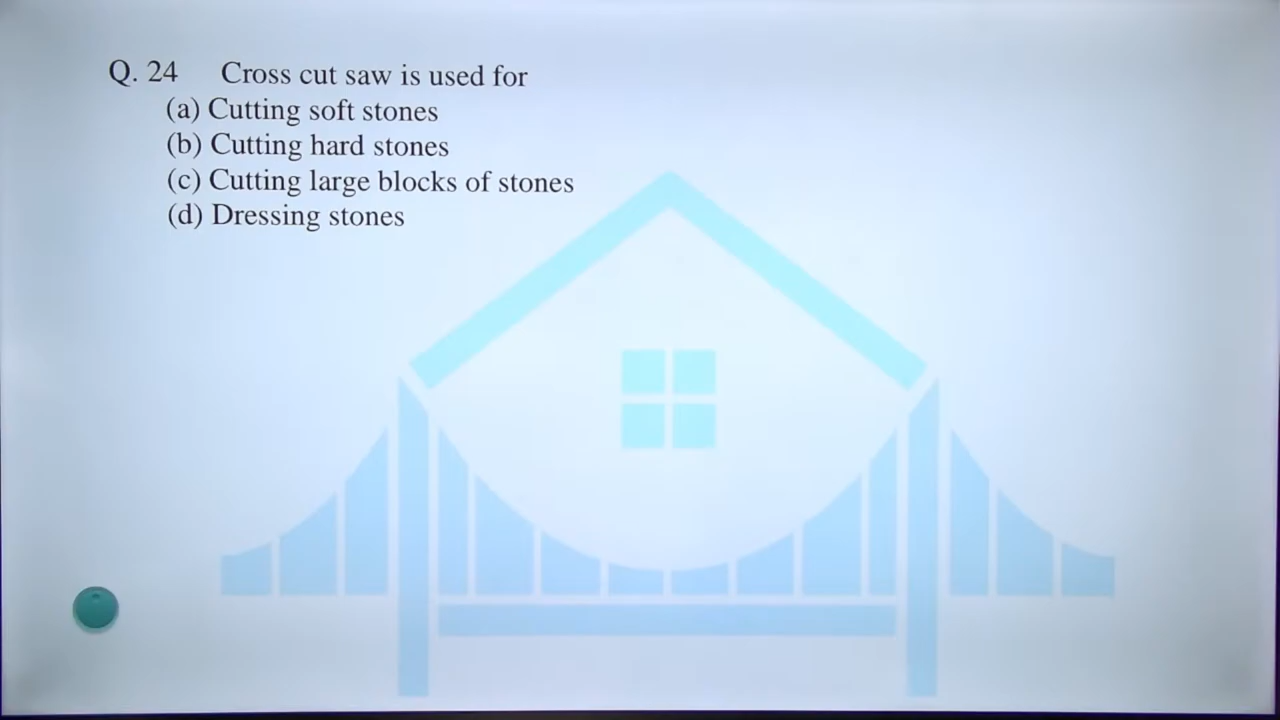 Q. 24 Cross cut saw is used for
(a) Cutting soft stones
(b) Cutting hard stones
(c) Cutting large blocks of stones
(d) Dressing stones